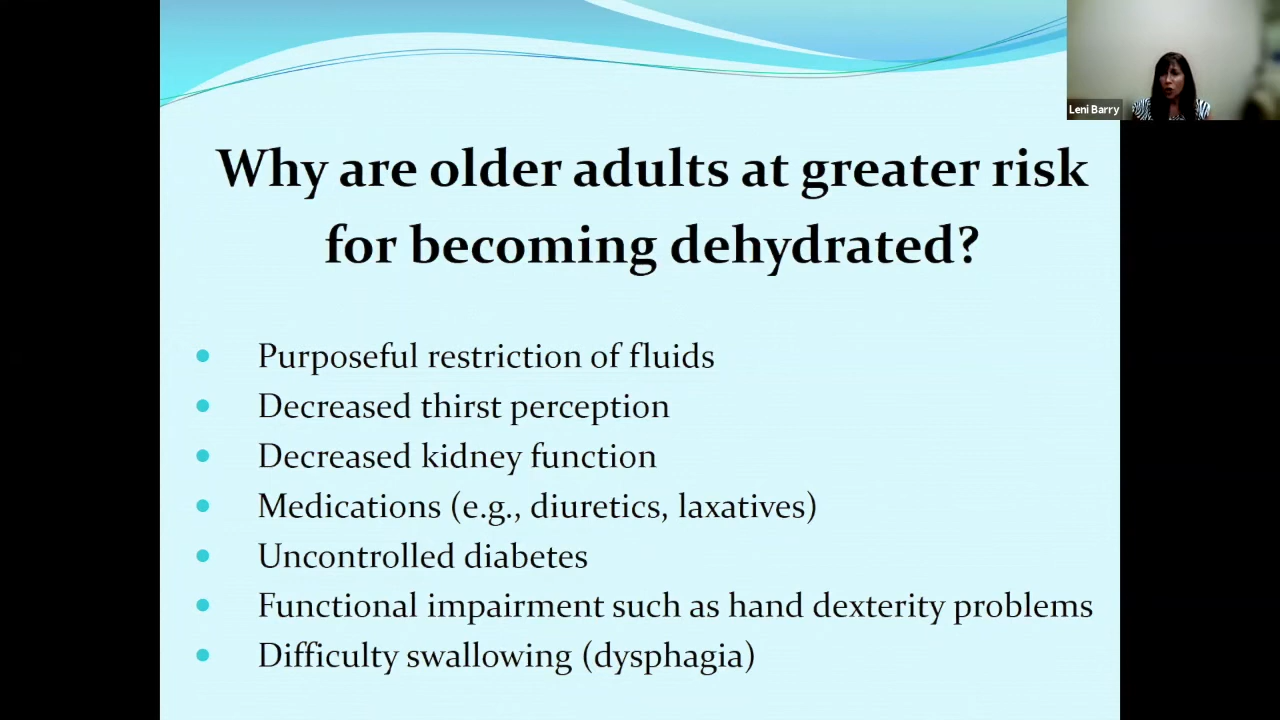 Leni Barry
Why are older adults at greater risk
for becoming dehydrated?
• Purposeful restriction of fluids
• Decreased thirst perception
• Decreased kidney function
• Medications (e.g., diuretics, laxatives)
• Uncontrolled diabetes
• Functional impairment such as hand dexterity problems
• Difficulty swallowing (dysphagia)